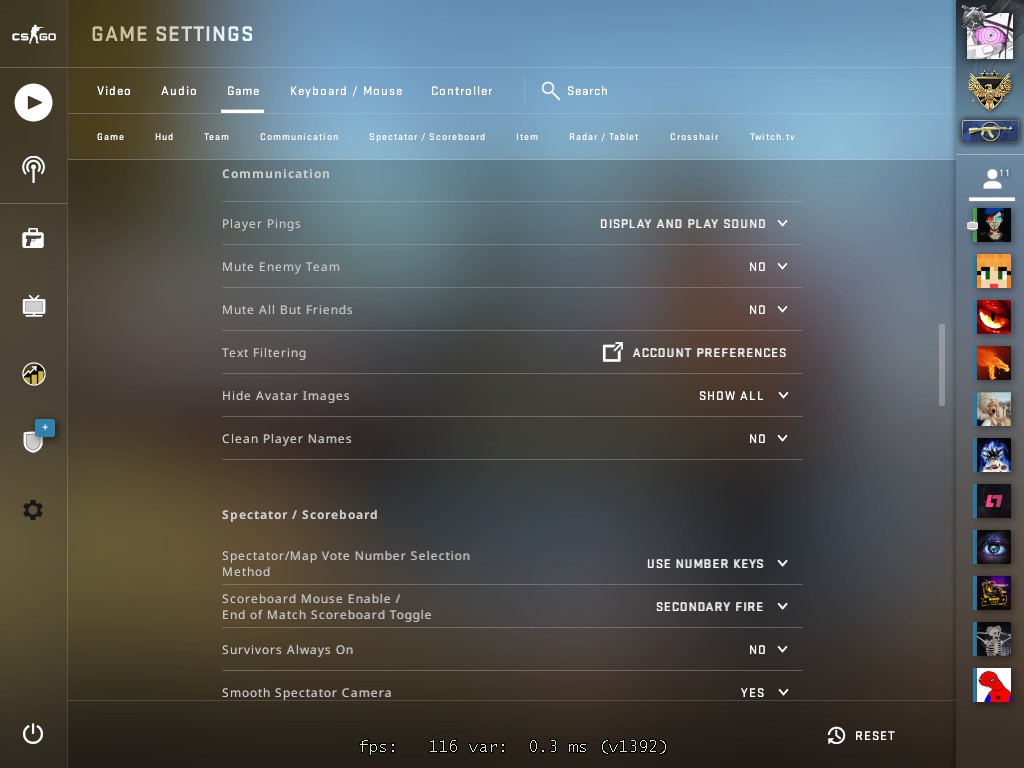 CS GO
GAME SETTINGS
Video Audio Game Keyboard / Mouse Controller Search
Game Hud Team Communication Spectator / Scoreboard Item Radar / Tablet Crosshair Twitch.tv
Communication
11
Player Pings DISPLAY AND PLAY SOUND
Mute Enemy Team NO
Mute All But Friends NO
Text Filtering ACCOUNT PREFERENCES
Hide Avatar Images SHOW ALL
Clean Player Names NO
+
Spectator / Scoreboard
Spectator/Map Vote Number Selection
Method USE NUMBER KEYS
Scoreboard Mouse Enable /
End of Match Scoreboard Toggle SECONDARY FIRE
Survivors Always On NO
Smooth Spectator Camera YES
RESET
fps: 116 var: 0.3 ms (v1392)